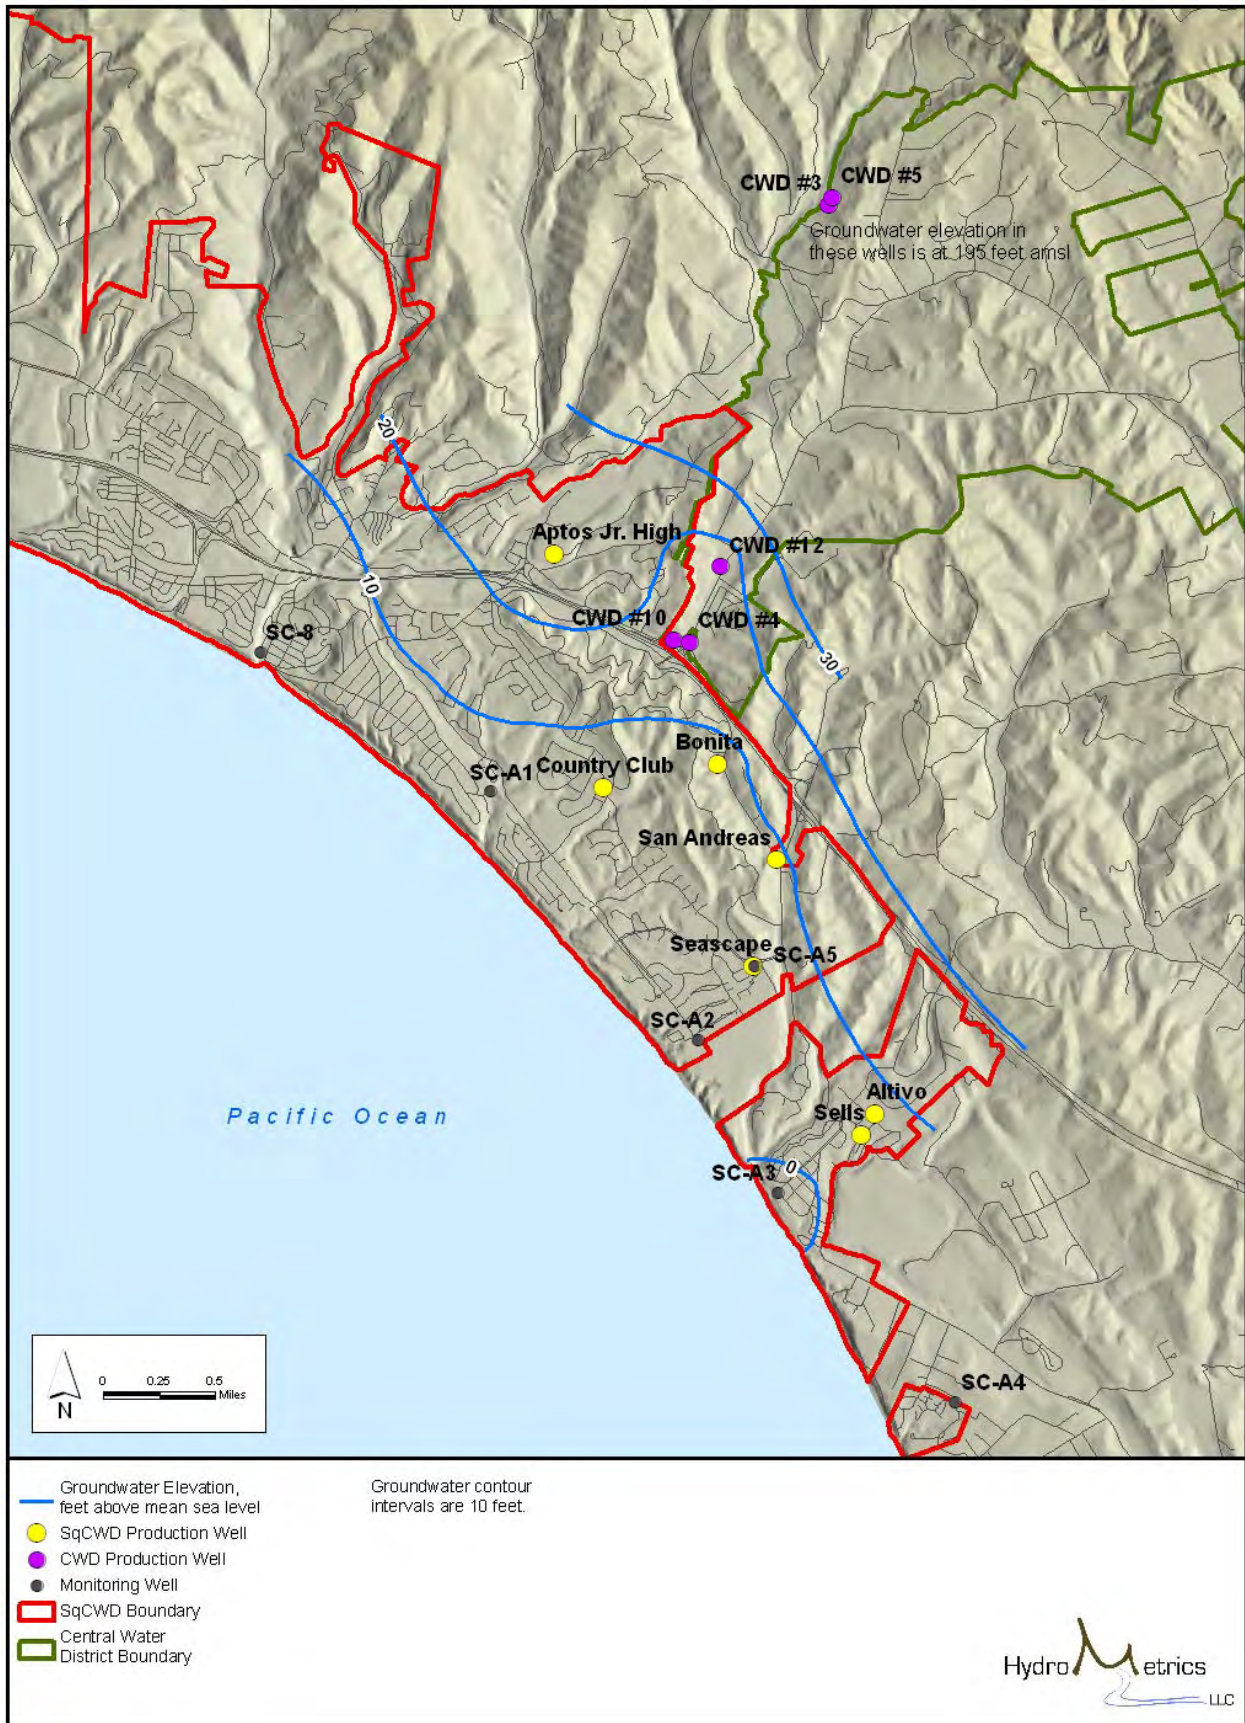 CWD #3
CWD #5
Groundwater elevation in
these wells is at 195 feet amsl
20
Aptos Jr. High
CWD #12
10
CWD #10
CWD #4
SC-8
30
Bonita
SC-A1
Country Club
San Andreas
Seascape
SC-A5
SC-A2
Pacific Ocean
Altivo
Sells
SC-A3
0
SC-A4
N
0 0.25 0.5
Miles
Groundwater Elevation,
feet above mean sea level
SqCWD Production Well
CWD Production Well
Monitoring Well
SqCWD Boundary
Central Water
District Boundary
Groundwater contour
intervals are 10 feet.
HydroMetrics
LLC